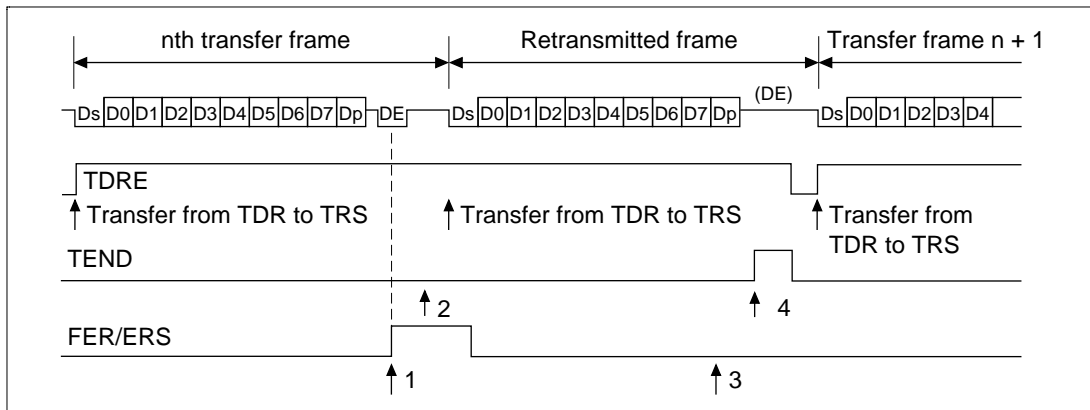 nth transfer frame Retransmitted frame Transfer frame n + 1
(DE)
Ds D0 D1 D2 D3 D4 D5 D6 D7 Dp DE Ds D0 D1 D2 D3 D4 D5 D6 D7 Dp Ds D0 D1 D2 D3 D4
TDRE
Transfer from TDR to TRS Transfer from TDR to TRS Transfer from
TDR to TRS
TEND
2 4
FER/ERS
1 3